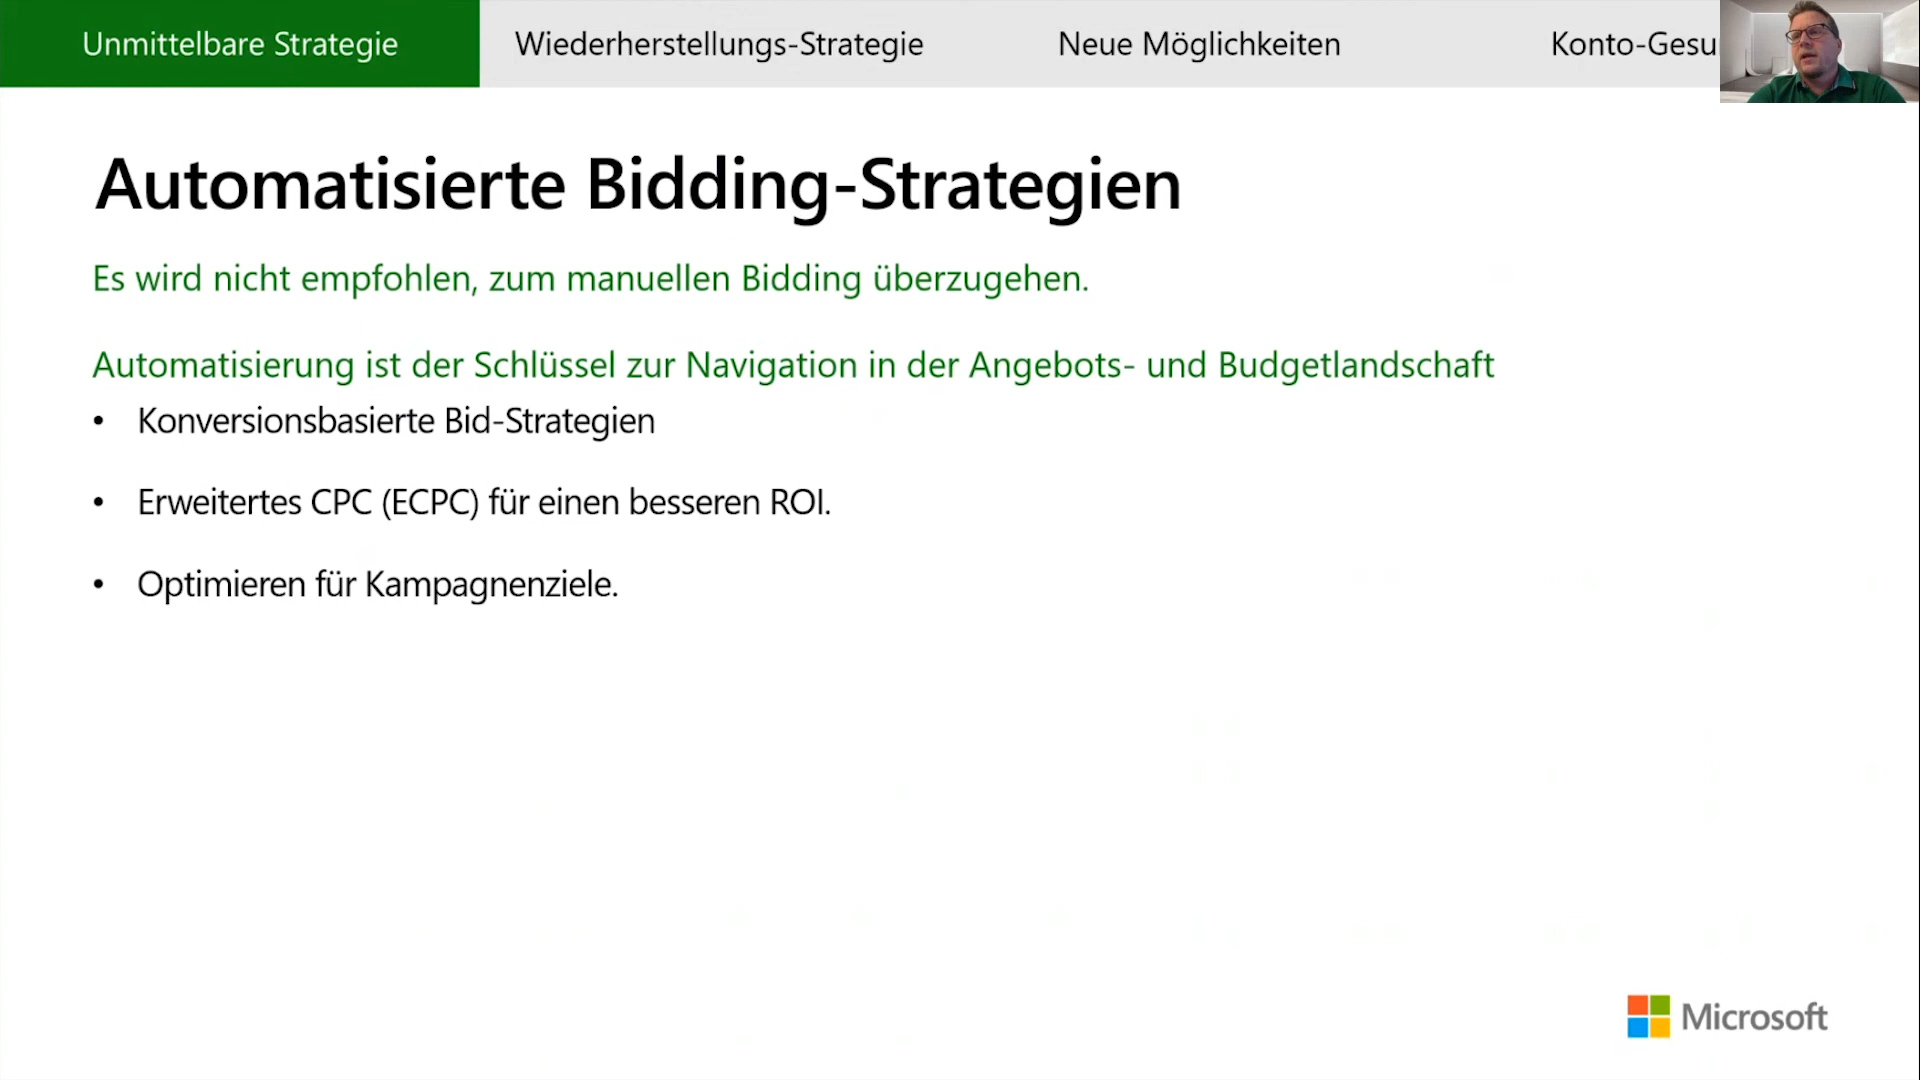 Unmittelbare Strategie
Wiederherstellungs-Strategie
Neue Möglichkeiten
Konto-Gesu
Automatisierte Bidding-Strategien
Es wird nicht empfohlen, zum manuellen Bidding überzugehen.
Automatisierung ist der Schlüssel zur Navigation in der Angebots- und Budgetlandschaft
• Konversionsbasierte Bid-Strategien
• Erweitertes CPC (ECPC) für einen besseren ROI.
• Optimieren für Kampagnenziele.
Microsoft